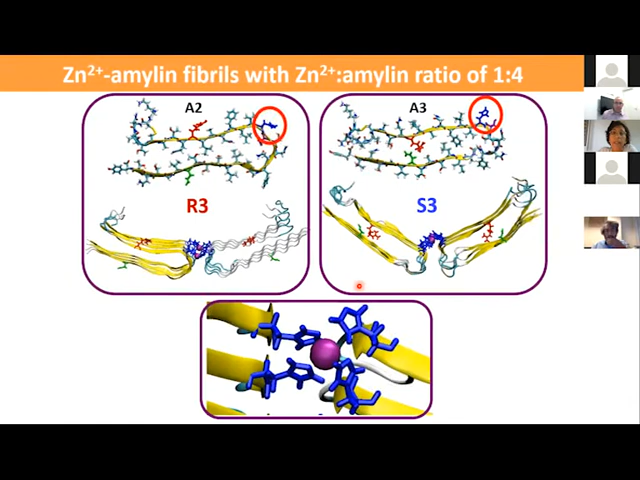 Zn²⁺-amylin fibrils with Zn²⁺:amylin ratio of 1:4
A2
A3
R3
S3